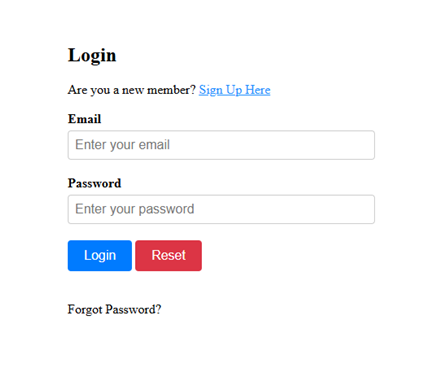 Login
Are you a new member? Sign Up Here
Email
Enter your email
Password
Enter your password
Login Reset
Forgot Password?